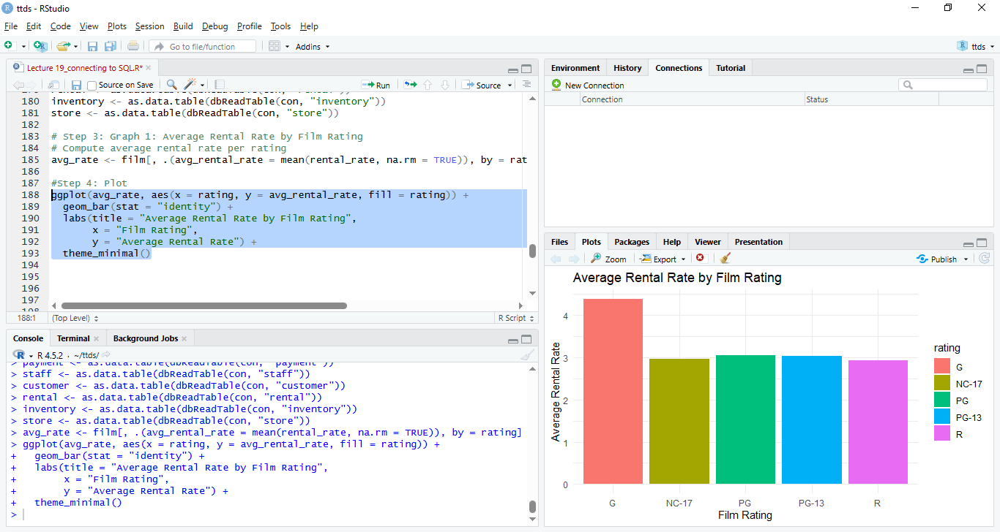 ttds - RStudio
File Edit Code View Plots Session Build Debug Profile Tools Help
Go to file/function Addins ttds
Lecture 19_connecting to SQL.R*
Source on Save Run Source
180 inventory <- as.data.table(dbReadTable(con, "inventory"))
181 store <- as.data.table(dbReadTable(con, "store"))
182
183 # Step 3: Graph 1: Average Rental Rate by Film Rating
184 # Compute average rental rate per rating
185 avg_rate <- film[, .(avg_rental_rate = mean(rental_rate, na.rm = TRUE)), by = rat
186
187 #Step 4: Plot
188 ggplot(avg_rate, aes(x = rating, y = avg_rental_rate, fill = rating)) +
189 geom_bar(stat = "identity") +
190 labs(title = "Average Rental Rate by Film Rating",
191 x = "Film Rating",
192 y = "Average Rental Rate") +
193 theme_minimal()
194
195
196
197
188:1 (Top Level) R Script
Console Terminal Background Jobs
R 4.5.2 · ~/ttds/
payment <- as.data.table(dbReadTable(con, "payment"))
> staff <- as.data.table(dbReadTable(con, "staff"))
> customer <- as.data.table(dbReadTable(con, "customer"))
> rental <- as.data.table(dbReadTable(con, "rental"))
> inventory <- as.data.table(dbReadTable(con, "inventory"))
> store <- as.data.table(dbReadTable(con, "store"))
> avg_rate <- film[, .(avg_rental_rate = mean(rental_rate, na.rm = TRUE)), by = rating]
> ggplot(avg_rate, aes(x = rating, y = avg_rental_rate, fill = rating)) +
+ geom_bar(stat = "identity") +
+ labs(title = "Average Rental Rate by Film Rating",
+ x = "Film Rating",
+ y = "Average Rental Rate") +
+ theme_minimal()
>
Environment History Connections Tutorial
New Connection
Connection Status
Files Plots Packages Help Viewer Presentation
Zoom Export Publish
Average Rental Rate by Film Rating
Average Rental Rate
4
3
2
1
0
G NC-17 PG PG-13 R
Film Rating
rating
G
NC-17
PG
PG-13
R